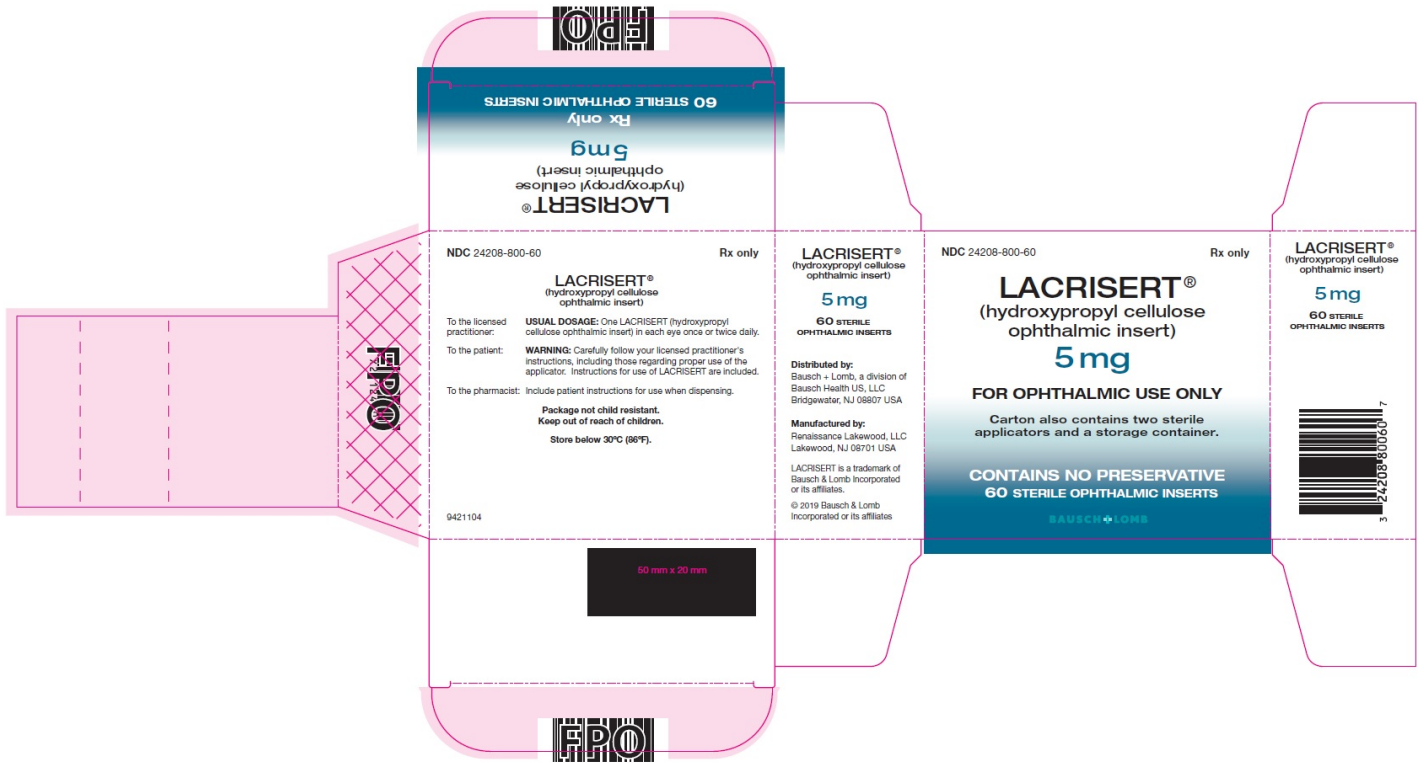 FPO
60 STERILE OPHTHALMIC INSERTS
Rx only
5 mg
(hydroxypropyl cellulose
ophthalmic insert)
LACRISERT®
FPO
NDC 24208-800-60 Rx only
LACRISERT®
(hydroxypropyl cellulose
ophthalmic insert)
To the licensed practitioner: USUAL DOSAGE: One LACRISERT (hydroxypropyl
cellulose ophthalmic insert) in each eye once or twice daily.
To the patient: WARNING: Carefully follow your licensed practitioner's
instructions, including those regarding proper use of the
applicator. Instructions for use of LACRISERT are included.
To the pharmacist: Include patient instructions for use when dispensing.
Package not child resistant.
Keep out of reach of children.
Store below 30ºC (86ºF).
9421104
50 mm x 20 mm
FPO
LACRISERT®
(hydroxypropyl cellulose
ophthalmic insert)
5 mg
60 STERILE
OPHTHALMIC INSERTS
Distributed by:
Bausch + Lomb, a division of
Bausch Health US, LLC
Bridgewater, NJ 08807 USA
Manufactured by:
Renaissance Lakewood, LLC
Lakewood, NJ 08701 USA
LACRISERT is a trademark of
Bausch & Lomb Incorporated
or its affiliates.
© 2019 Bausch & Lomb
Incorporated or its affiliates
NDC 24208-800-60 Rx only
LACRISERT®
(hydroxypropyl cellulose
ophthalmic insert)
5 mg
FOR OPHTHALMIC USE ONLY
Carton also contains two sterile
applicators and a storage container.
CONTAINS NO PRESERVATIVE
60 STERILE OPHTHALMIC INSERTS
BAUSCH + LOMB
LACRISERT®
(hydroxypropyl cellulose
ophthalmic insert)
5 mg
60 STERILE
OPHTHALMIC INSERTS
3 24208 80060 7